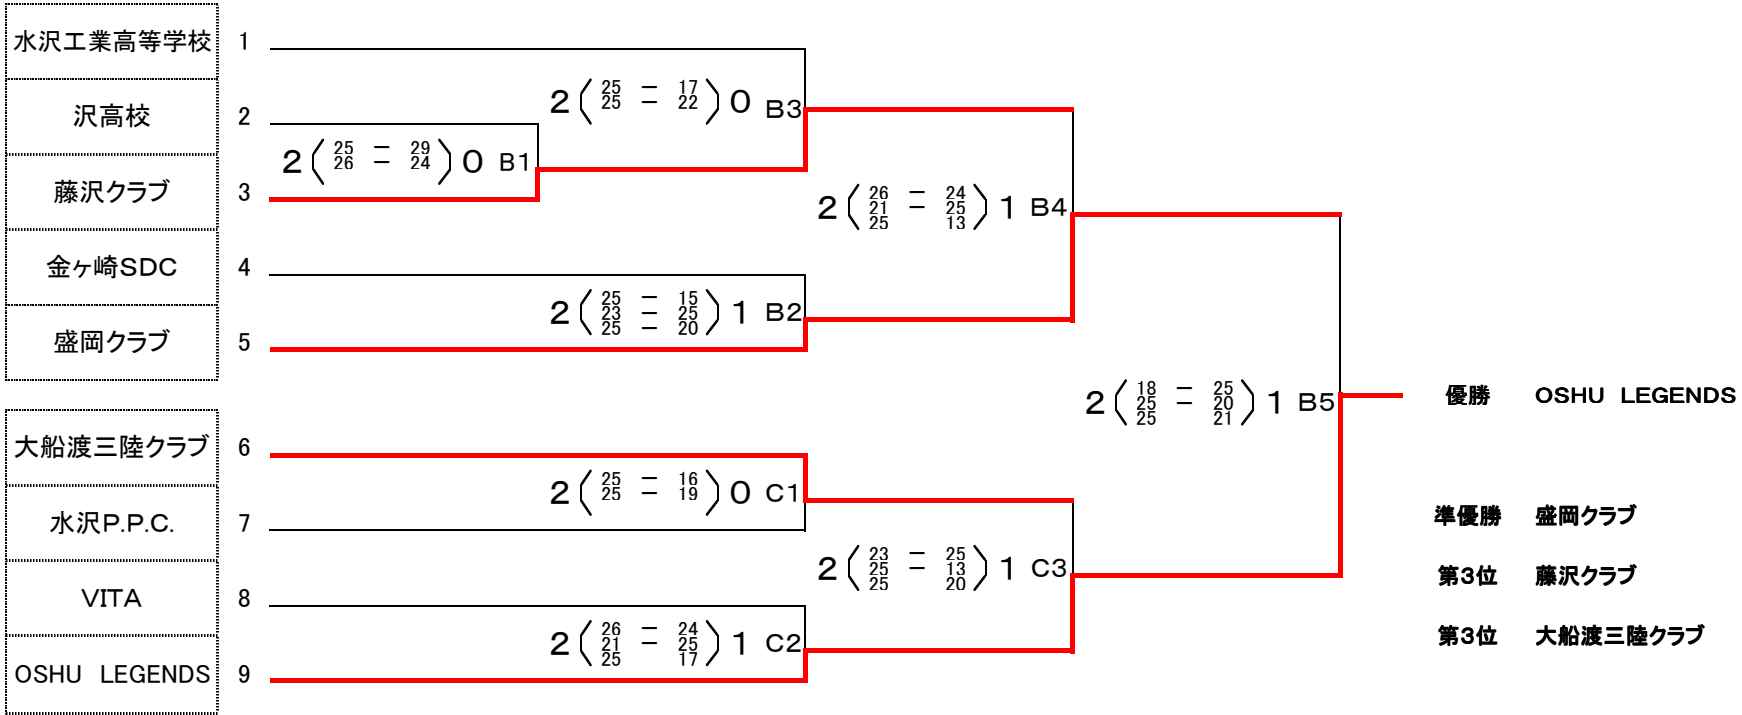 水沢工業高等学校 1
2 ( 25 － 17 ) 0 B3
25 － 22
沢高校 2
2 ( 25 － 29 ) 0 B1
26 － 24
藤沢クラブ 3
2 ( 26 － 24 ) 1 B4
21 － 25
25 13
金ヶ崎SDC 4
2 ( 25 － 15 ) 1 B2
23 － 25
25 － 20
盛岡クラブ 5
2 ( 18 － 25 ) 1 B5
25 － 20
25 21
優勝 OSHU LEGENDS
大船渡三陸クラブ 6
2 ( 25 － 16 ) 0 C1
25 － 19
水沢P.P.C. 7
準優勝 盛岡クラブ
2 ( 23 － 25 ) 1 C3
25 － 13
25 20
第3位 藤沢クラブ
VITA 8
2 ( 26 － 24 ) 1 C2
21 － 25
25 17
第3位 大船渡三陸クラブ
OSHU LEGENDS 9